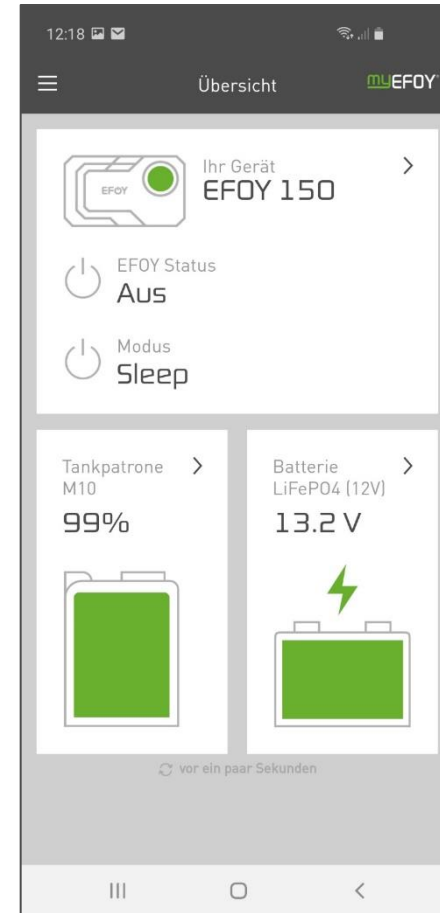 12:18
Übersicht
myEFOY
EFOY
Ihr Gerät
EFOY 150
EFOY Status
Aus
Modus
Sleep
Tankpatrone
M10
99%
Batterie
LiFePO4 (12V)
13.2 V
vor ein paar Sekunden